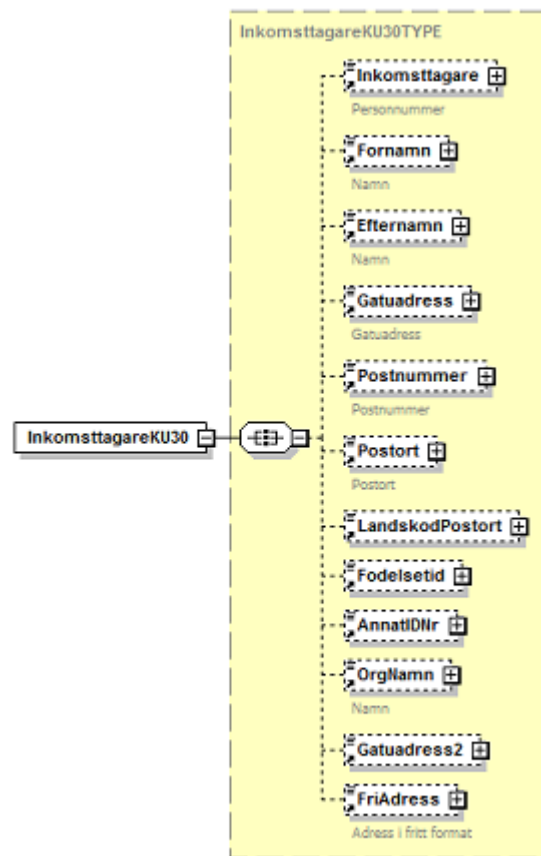 InkomsttagareKU30TYPE
Inkomsttagare
Personnummer
Fornamn
Namn
Efternamn
Namn
Gatuadress
Gatuadress
Postnummer
Postnummer
InkomsttagareKU30
Postort
Postort
LandskodPostort
Fodelsetid
AnnatIDNr
OrgNamn
Namn
Gatuadress2
FriAdress
Adress i fritt format